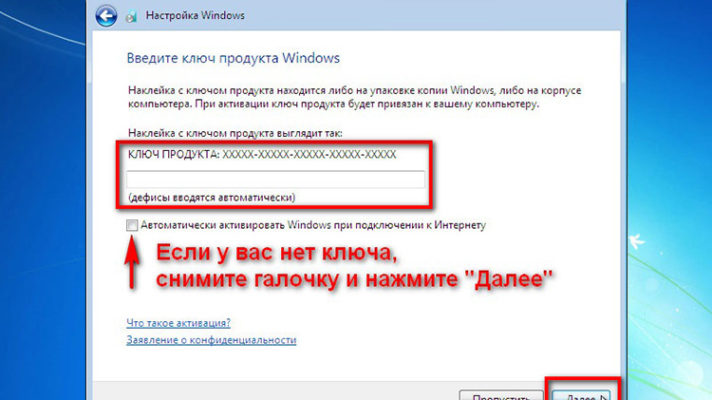 Настройка Windows
Введите ключ продукта Windows
Наклейка с ключом продукта находится либо на упаковке копии Windows, либо на корпусе
компьютера. При активации ключ продукта будет привязан к вашему компьютеру.
Наклейка с ключом продукта выглядит так:
КЛЮЧ ПРОДУКТА: XXXXX-XXXXX-XXXXX-XXXXX-XXXXX
(дефисы вводятся автоматически)
Автоматически активировать Windows при подключении к Интернету
Если у вас нет ключа,
снимите галочку и нажмите "Далее"
Что такое активация?
Заявление о конфиденциальности
Пропустить Далее